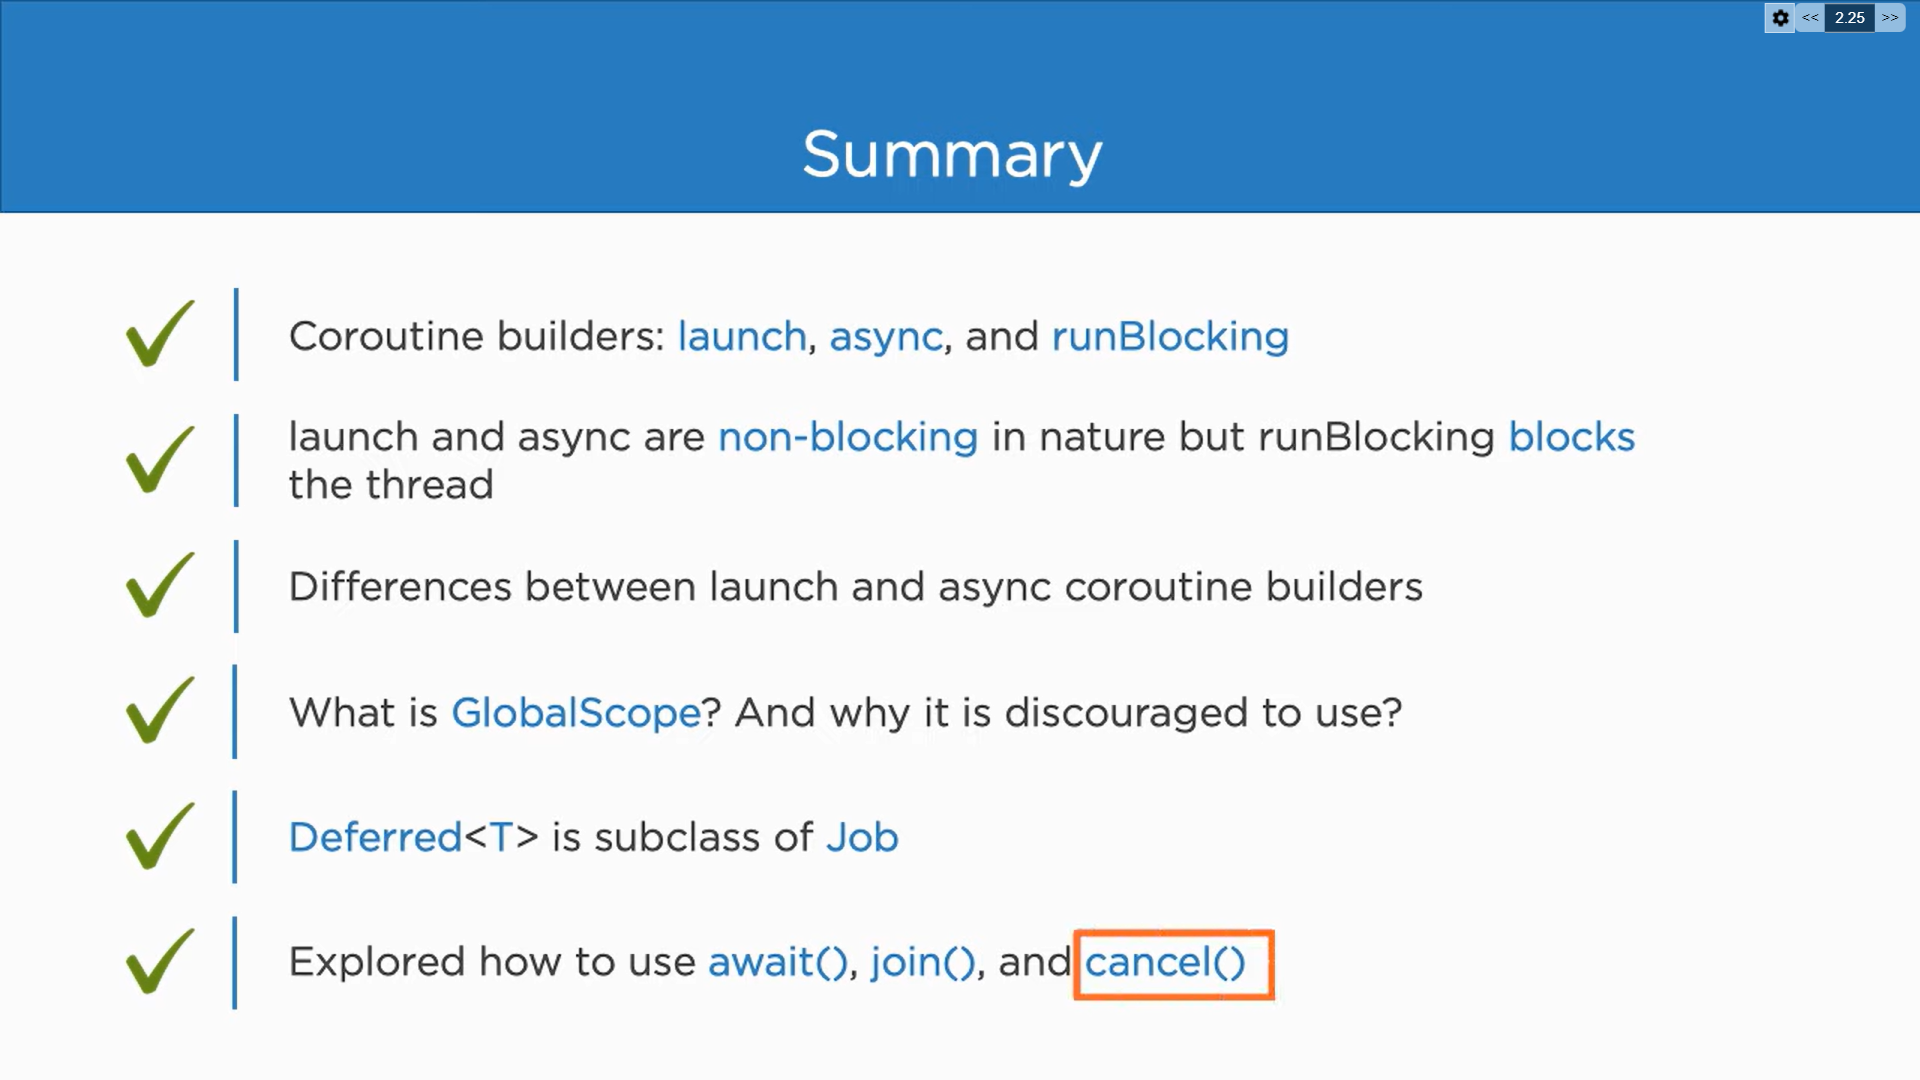 << 2.25 >>
Summary
Coroutine builders: launch, async, and runBlocking
launch and async are non-blocking in nature but runBlocking blocks
the thread
Differences between launch and async coroutine builders
What is GlobalScope? And why it is discouraged to use?
Deferred<T> is subclass of Job
Explored how to use await(), join(), and cancel()